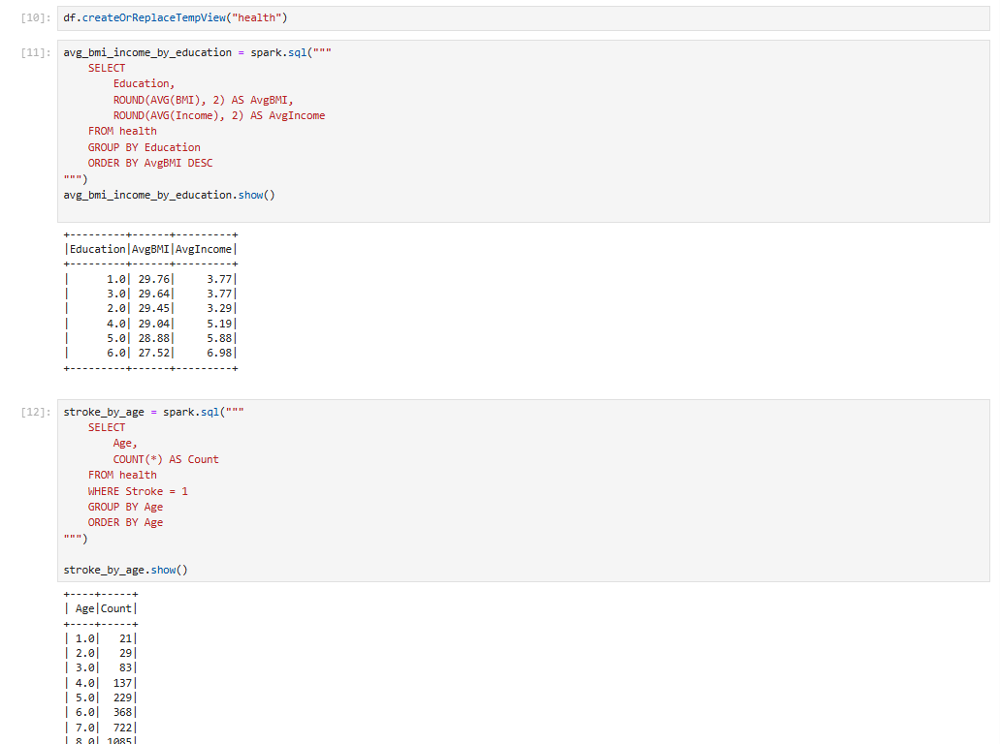 [10]: df.createOrReplaceTempView("health")
[11]: avg_bmi_income_by_education = spark.sql("""
    SELECT
        Education,
        ROUND(AVG(BMI), 2) AS AvgBMI,
        ROUND(AVG(Income), 2) AS AvgIncome
    FROM health
    GROUP BY Education
    ORDER BY AvgBMI DESC
""")
avg_bmi_income_by_education.show()
+---------+------+---------+
|Education|AvgBMI|AvgIncome|
+---------+------+---------+
|      1.0| 29.76|     3.77|
|      3.0| 29.64|     3.77|
|      2.0| 29.45|     3.29|
|      4.0| 29.04|     5.19|
|      5.0| 28.88|     5.88|
|      6.0| 27.52|     6.98|
+---------+------+---------+
[12]: stroke_by_age = spark.sql("""
    SELECT
        Age,
        COUNT(*) AS Count
    FROM health
    WHERE Stroke = 1
    GROUP BY Age
    ORDER BY Age
""")
stroke_by_age.show()
+----+-----+
| Age|Count|
+----+-----+
| 1.0|   21|
| 2.0|   29|
| 3.0|   83|
| 4.0|  137|
| 5.0|  229|
| 6.0|  368|
| 7.0|  722|
| 8.0| 1085|